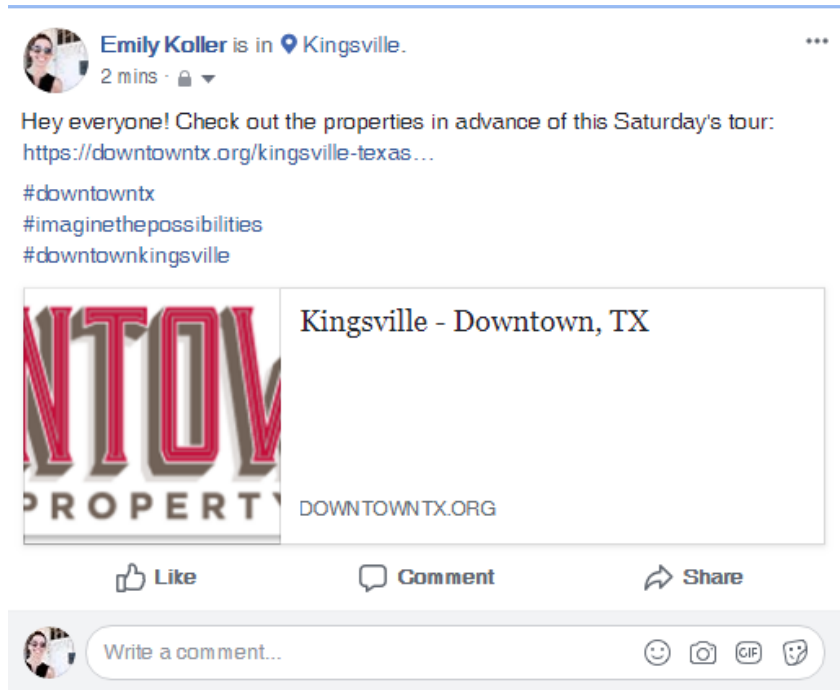 Emily Koller is in Kingsville.
2 mins ·
Hey everyone! Check out the properties in advance of this Saturday's tour:
https://downtowntx.org/kingsville-texas...
#downtowntx
#imaginethepossibilities
#downtownkingsville
NTOW
PROPERTY
Kingsville - Downtown, TX
DOWNTOWNTX.ORG
Like Comment Share
Write a comment... GIF